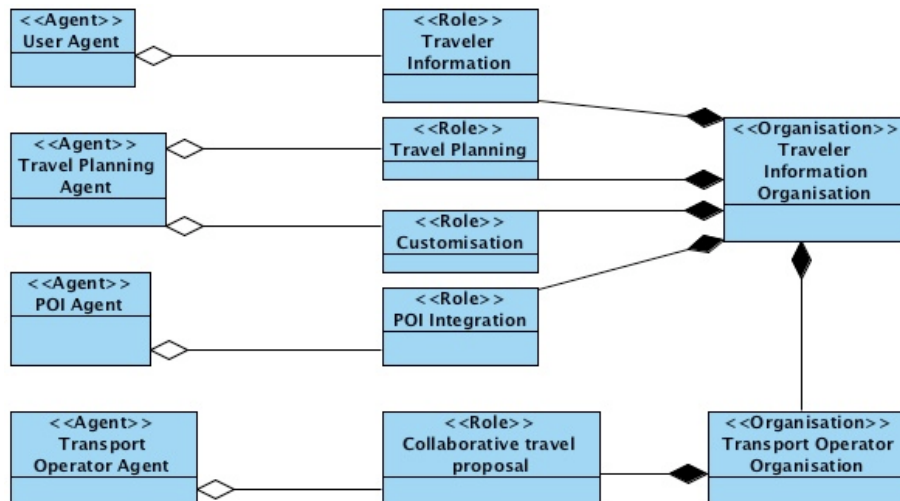 <<Agent>>
User Agent
<<Role>>
Traveler
Information
<<Agent>>
Travel Planning
Agent
<<Role>>
Travel Planning
<<Organisation>>
Traveler
Information
Organisation
<<Role>>
Customisation
<<Agent>>
POI Agent
<<Role>>
POI Integration
<<Agent>>
Transport
Operator Agent
<<Role>>
Collaborative travel
proposal
<<Organisation>>
Transport Operator
Organisation